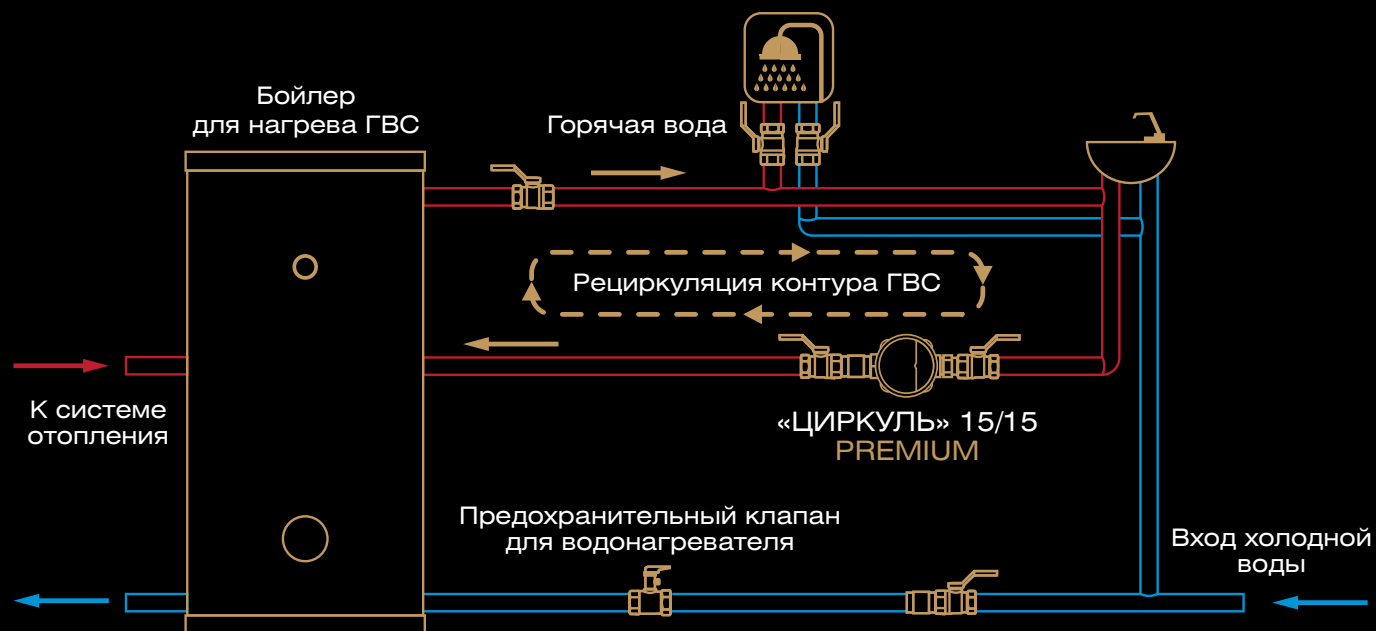 Бойлер
для нагрева ГВС
Горячая вода
Рециркуляция контура ГВС
К системе
отопления
«ЦИРКУЛЬ» 15/15
PREMIUM
Предохранительный клапан
для водонагревателя
Вход холодной
воды